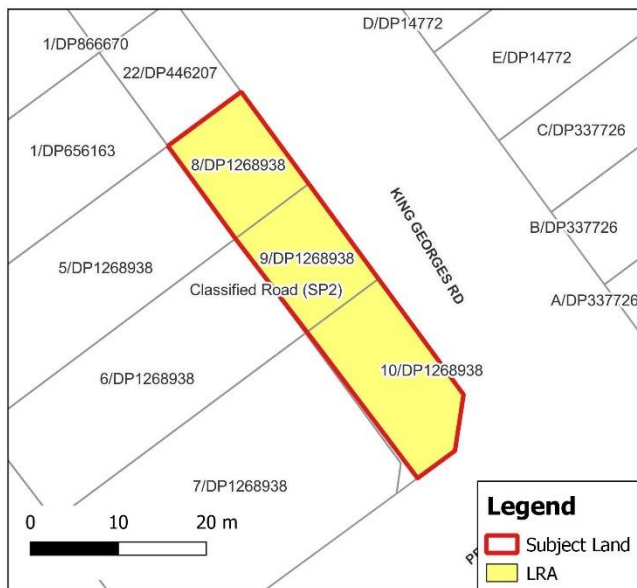 D/DP14772
1/DP866670
22/DP446207
E/DP14772
C/DP337726
1/DP656163
8/DP1268938
KING GEORGES RD
B/DP337726
5/DP1268938
9/DP1268938
Classified Road (SP2)
A/DP337726
6/DP1268938
10/DP1268938
7/DP1268938
0 10 20 m
Legend
Subject Land
LRA